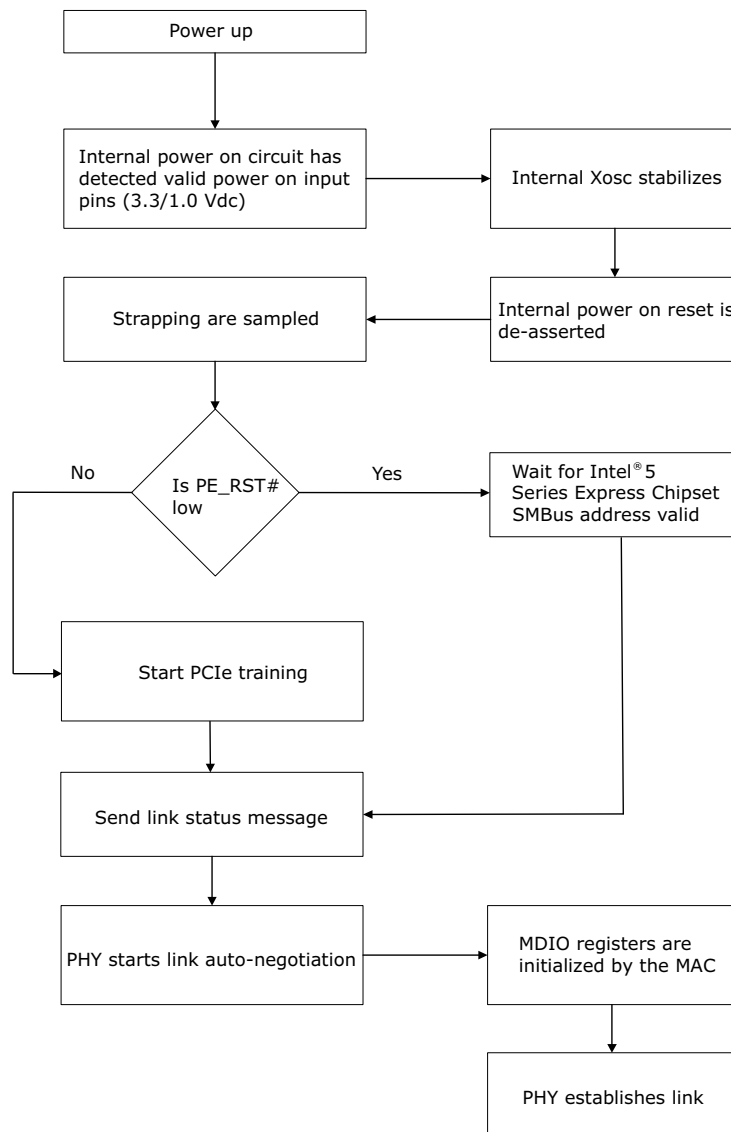 Power up
Internal power on circuit has
detected valid power on input
pins (3.3/1.0 Vdc)
Internal Xosc stabilizes
Internal power on reset is
de-asserted
Strapping are sampled
Is PE_RST#
low
No
Yes
Wait for Intel®5
Series Express Chipset
SMBus address valid
Start PCIe training
Send link status message
PHY starts link auto-negotiation
MDIO registers are
initialized by the MAC
PHY establishes link